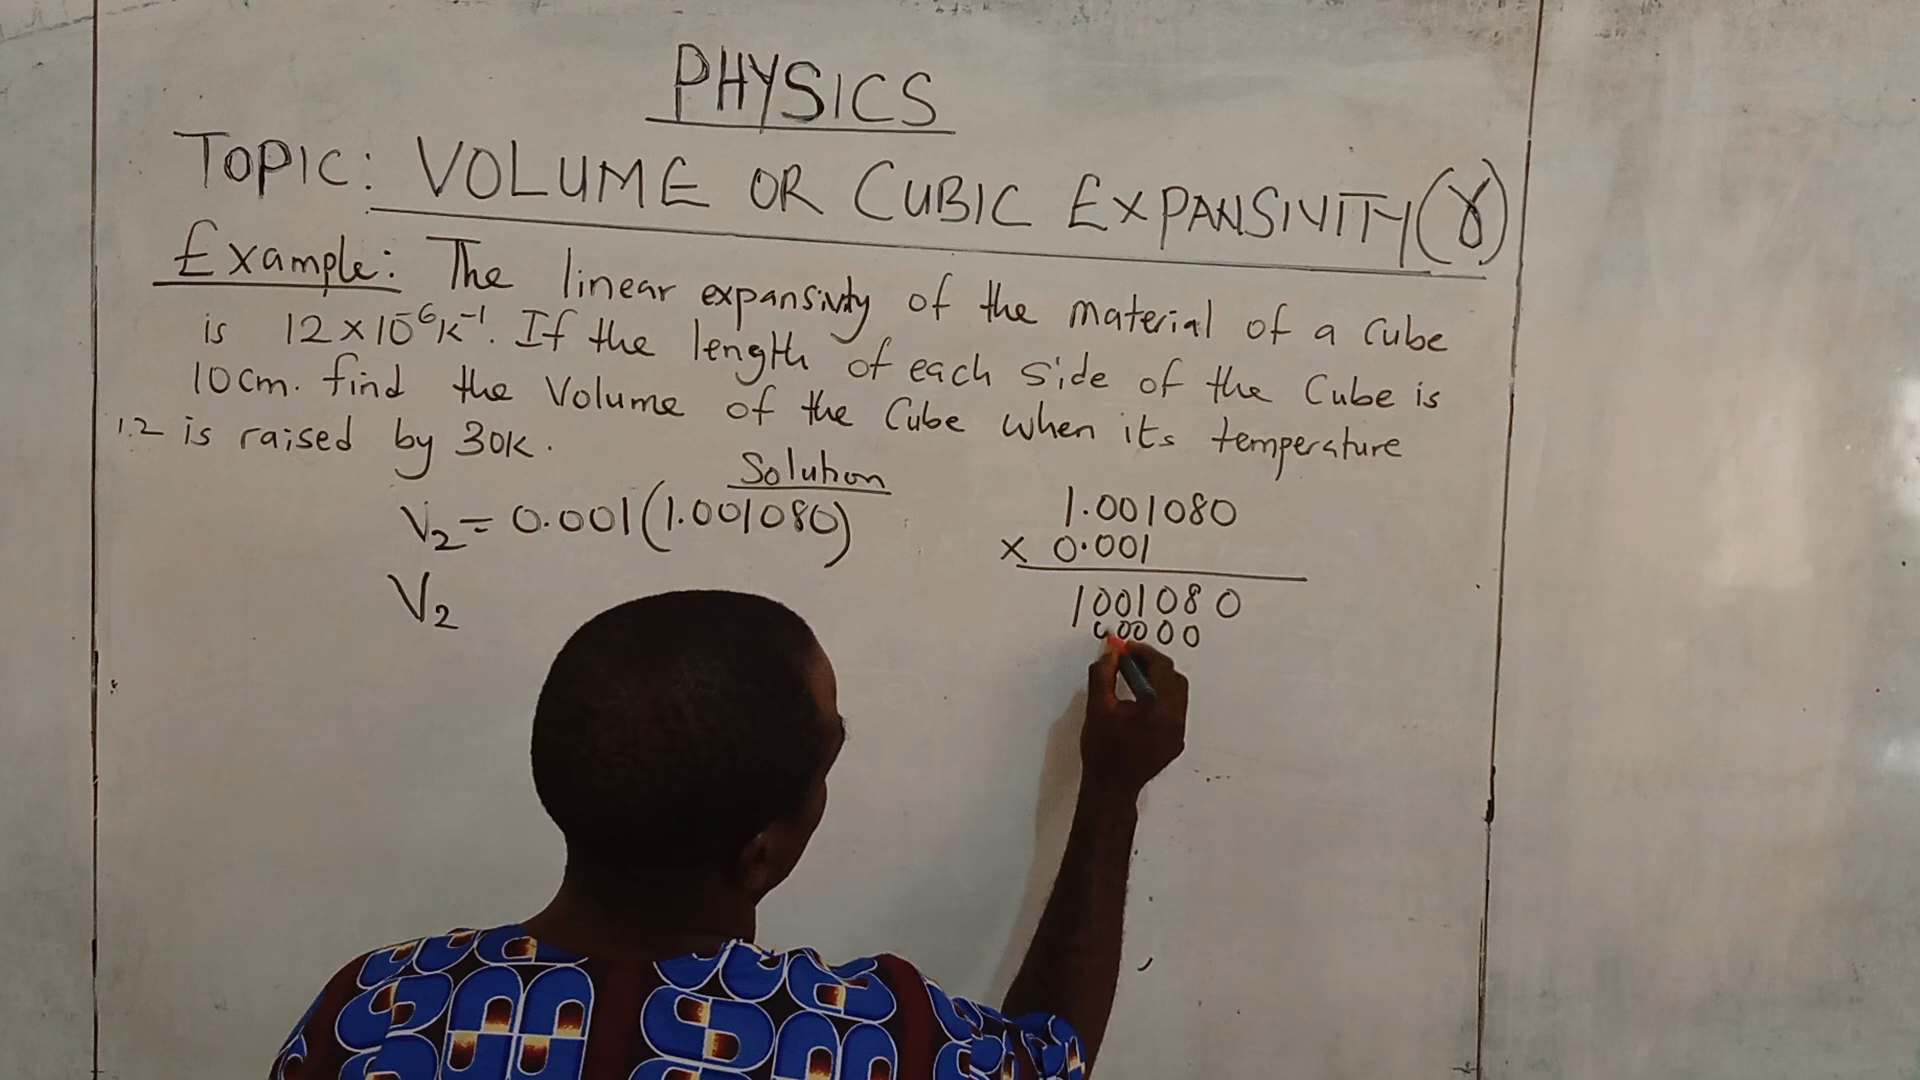 PHYSICS
TOPIC: VOLUME OR CUBIC EXPANSIVITY (γ)
Example: The linear expansivity of the material of a cube
is 12 × 10⁻⁶K⁻¹. If the length of each side of the Cube is
10cm. find the Volume of the Cube when its temperature
1.2 is raised by 30K.
Solution
V₂ = 0.001(1.001080)
V₂
1.001080
× 0.001
1001080
00000